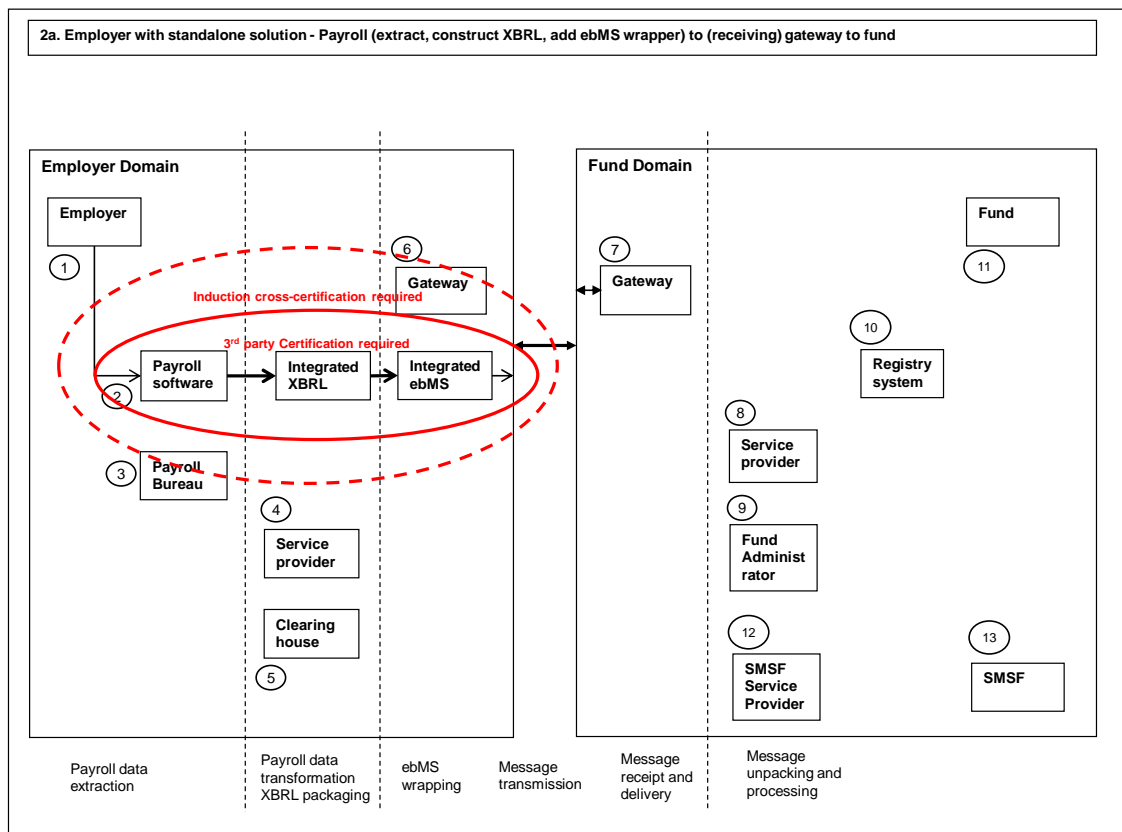 2a. Employer with standalone solution - Payroll (extract, construct XBRL, add ebMS wrapper) to (receiving) gateway to fund
Employer Domain
Employer
1
6
Gateway
Induction cross-certification required
3rd party Certification required
Payroll
software
Integrated
XBRL
Integrated
ebMS
2
3
Payroll
Bureau
4
Service
provider
Clearing
house
5
Fund Domain
7
Gateway
Fund
11
10
Registry
system
8
Service
provider
9
Fund
Administ
rator
12
SMSF
Service
Provider
13
SMSF
Payroll data
extraction
Payroll data
transformation
XBRL packaging
ebMS
wrapping
Message
transmission
Message
receipt and
delivery
Message
unpacking and
processing